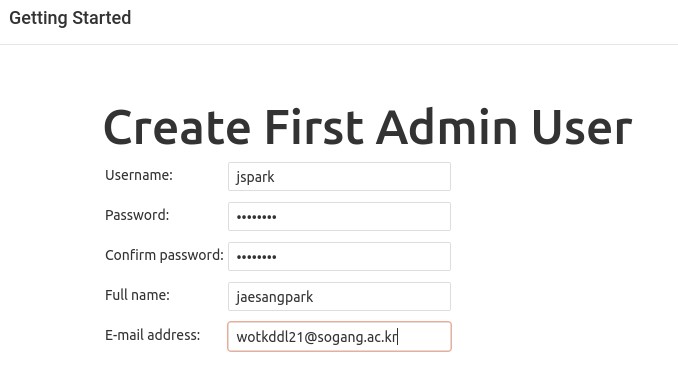 Getting Started
Create First Admin User
Username: jspark
Password: ••••••••
Confirm password: ••••••••
Full name: jaesangpark
E-mail address: wotkddl21@sogang.ac.kr